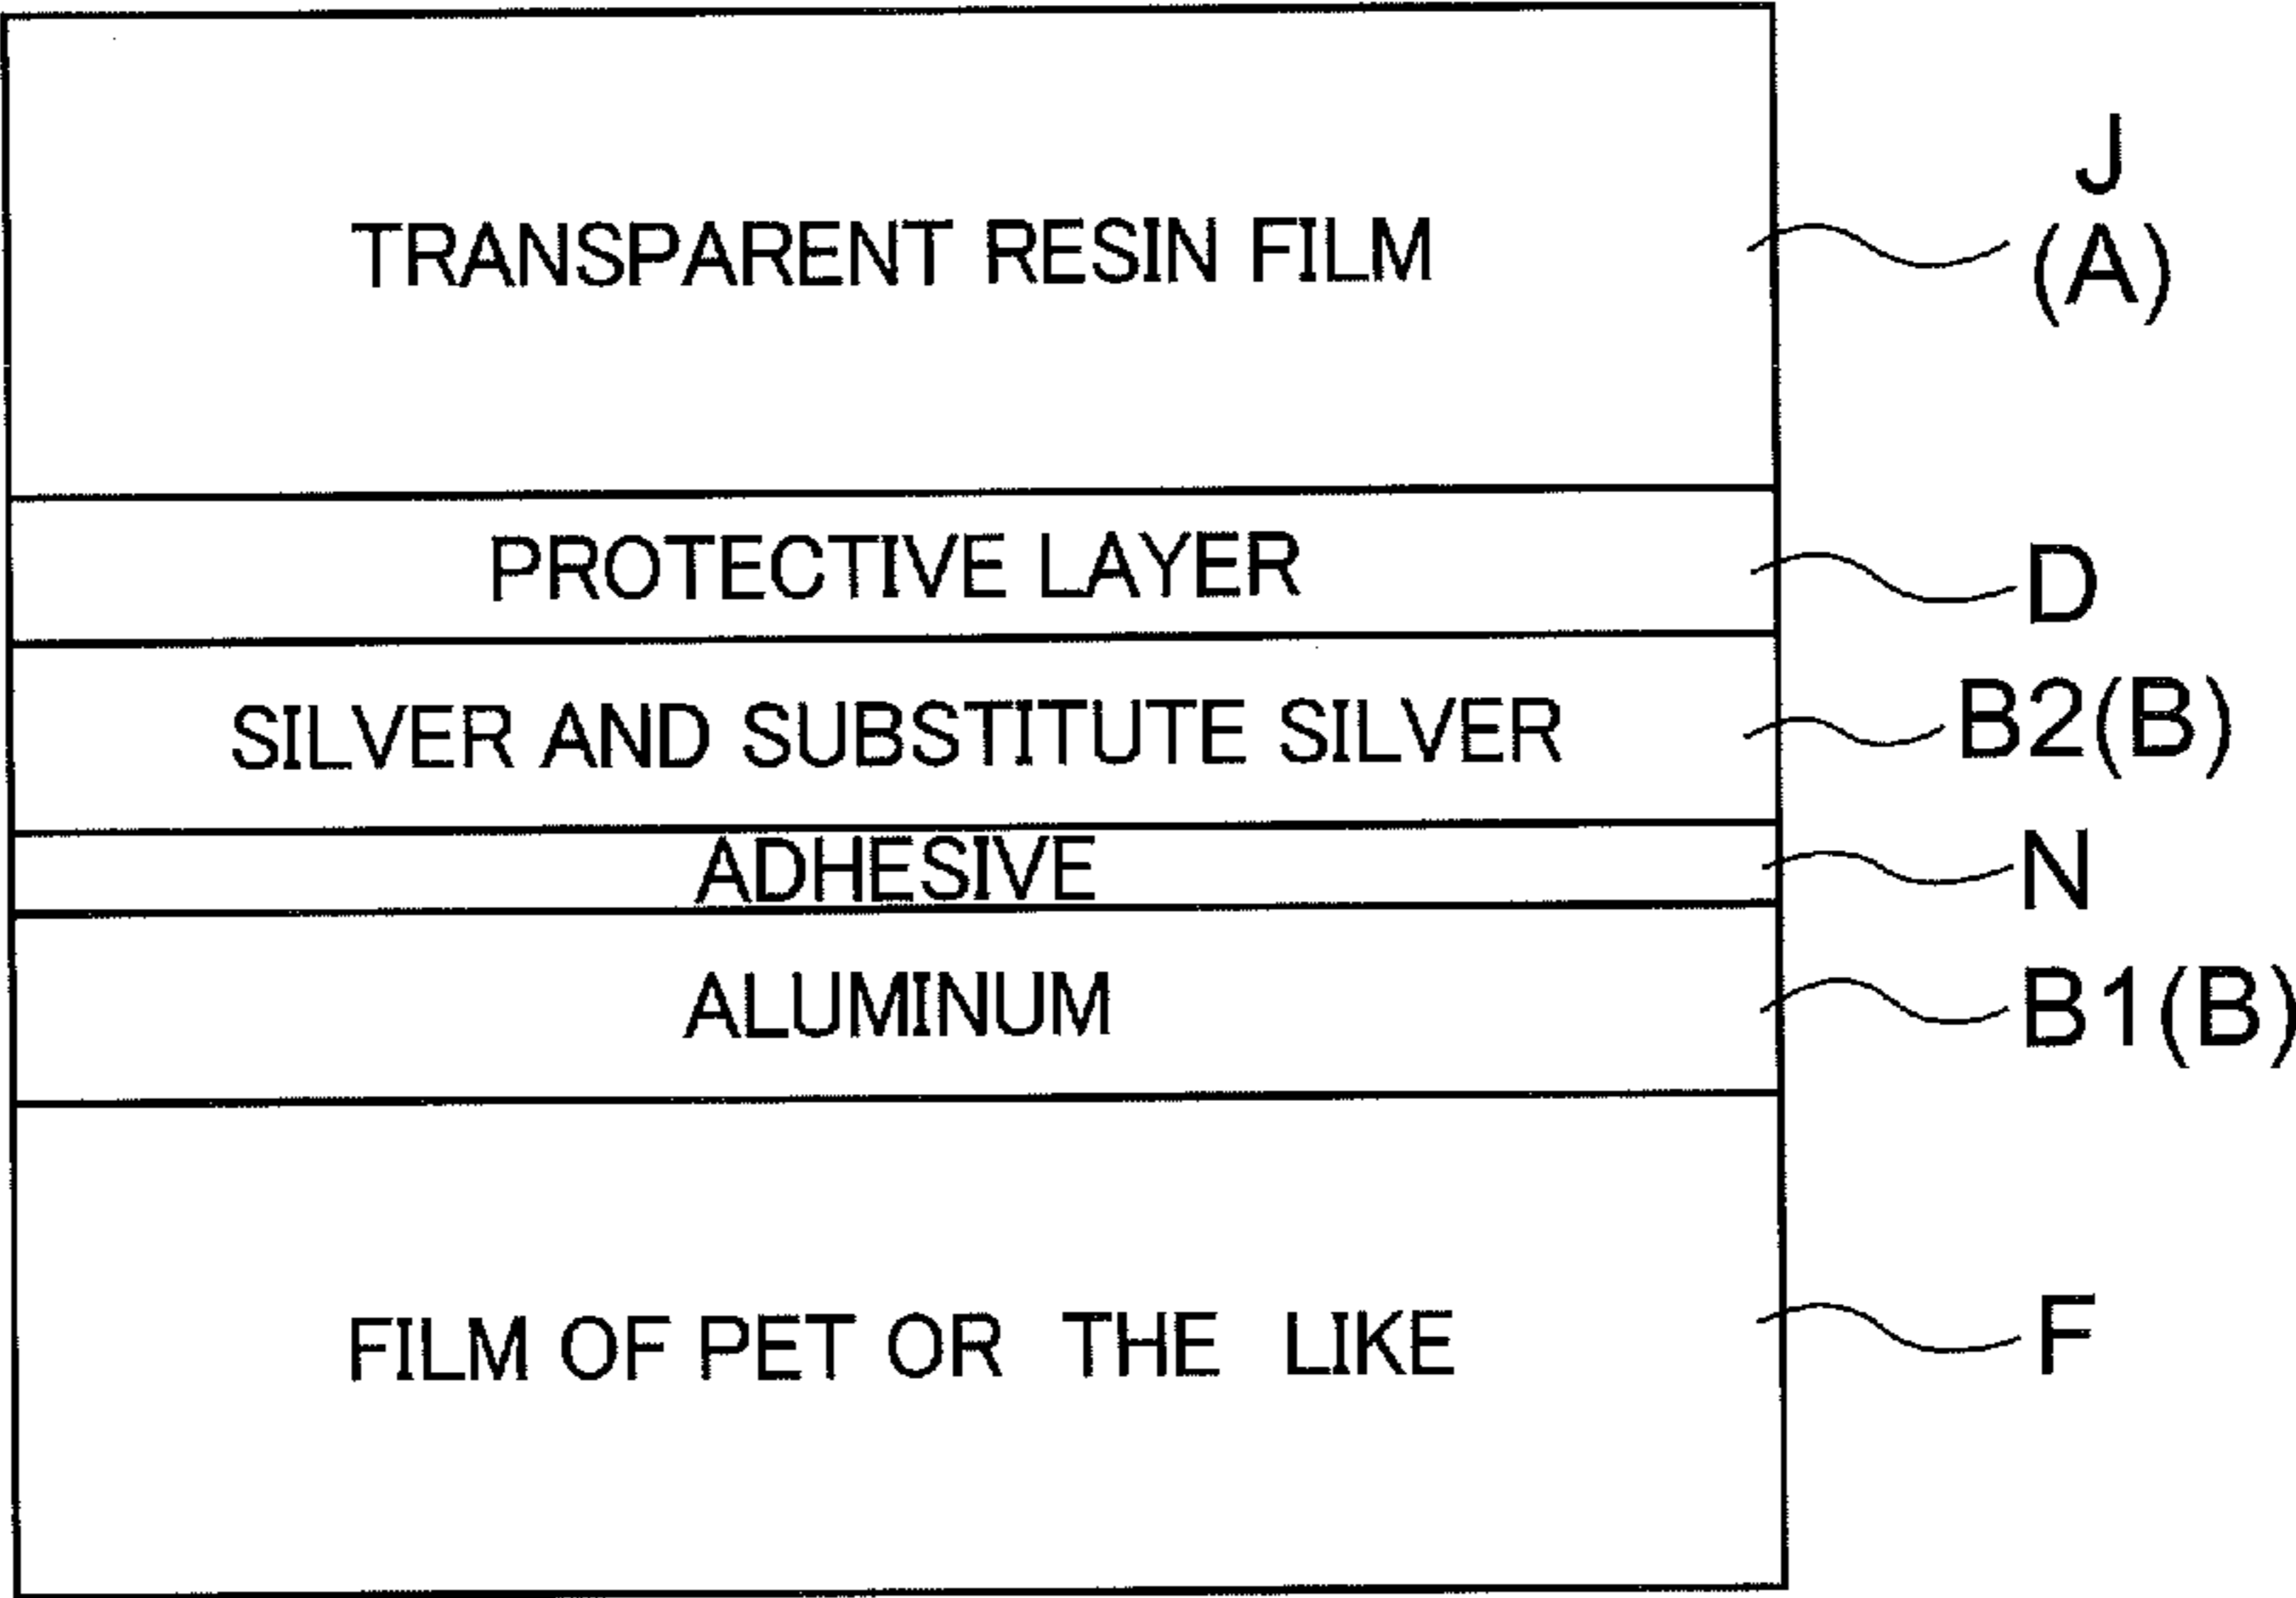 TRANSPARENT RESIN FILM
J
(A)
PROTECTIVE LAYER
D
SILVER AND SUBSTITUTE SILVER
B2(B)
ADHESIVE
N
ALUMINUM
B1(B)
FILM OF PET OR THE LIKE
F